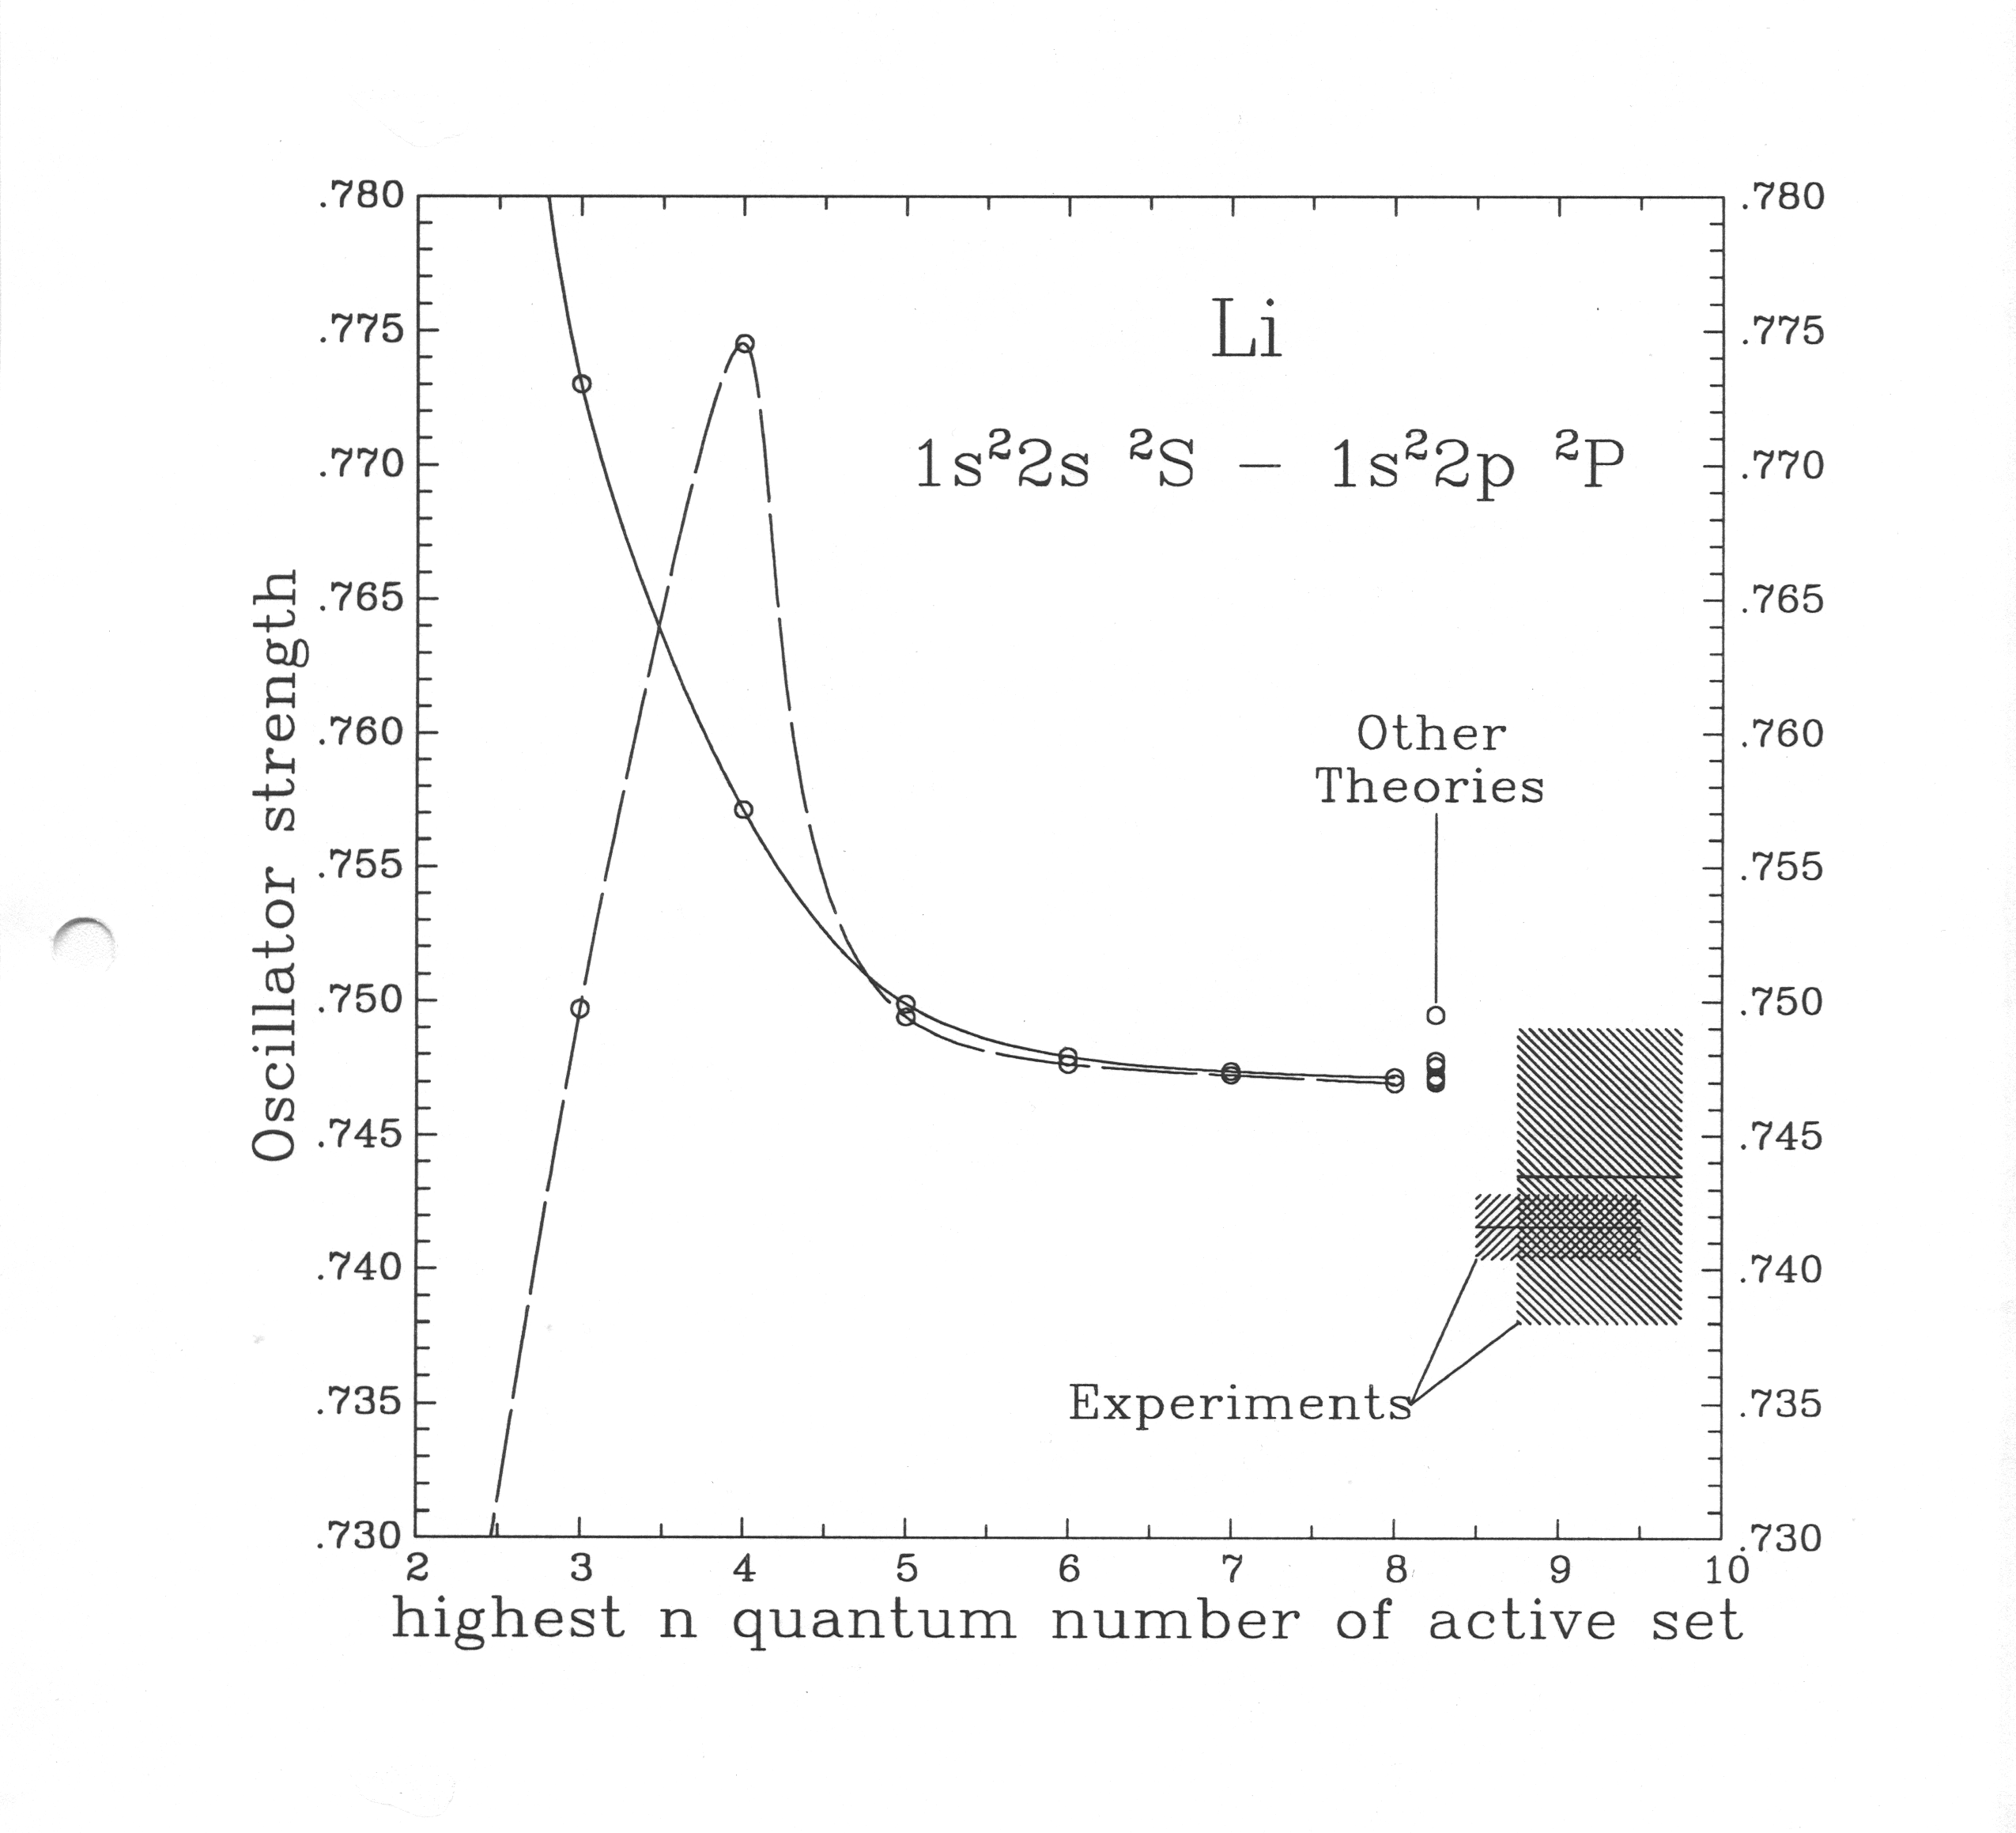 .780
.775
.770
.765
.760
.755
.750
.745
.740
.735
.730
Oscillator strength
Li
1s²2s ²S – 1s²2p ²P
Other
Theories
Experiments
.780
.775
.770
.765
.760
.755
.750
.745
.740
.735
.730
2 3 4 5 6 7 8 9 10
highest n quantum number of active set